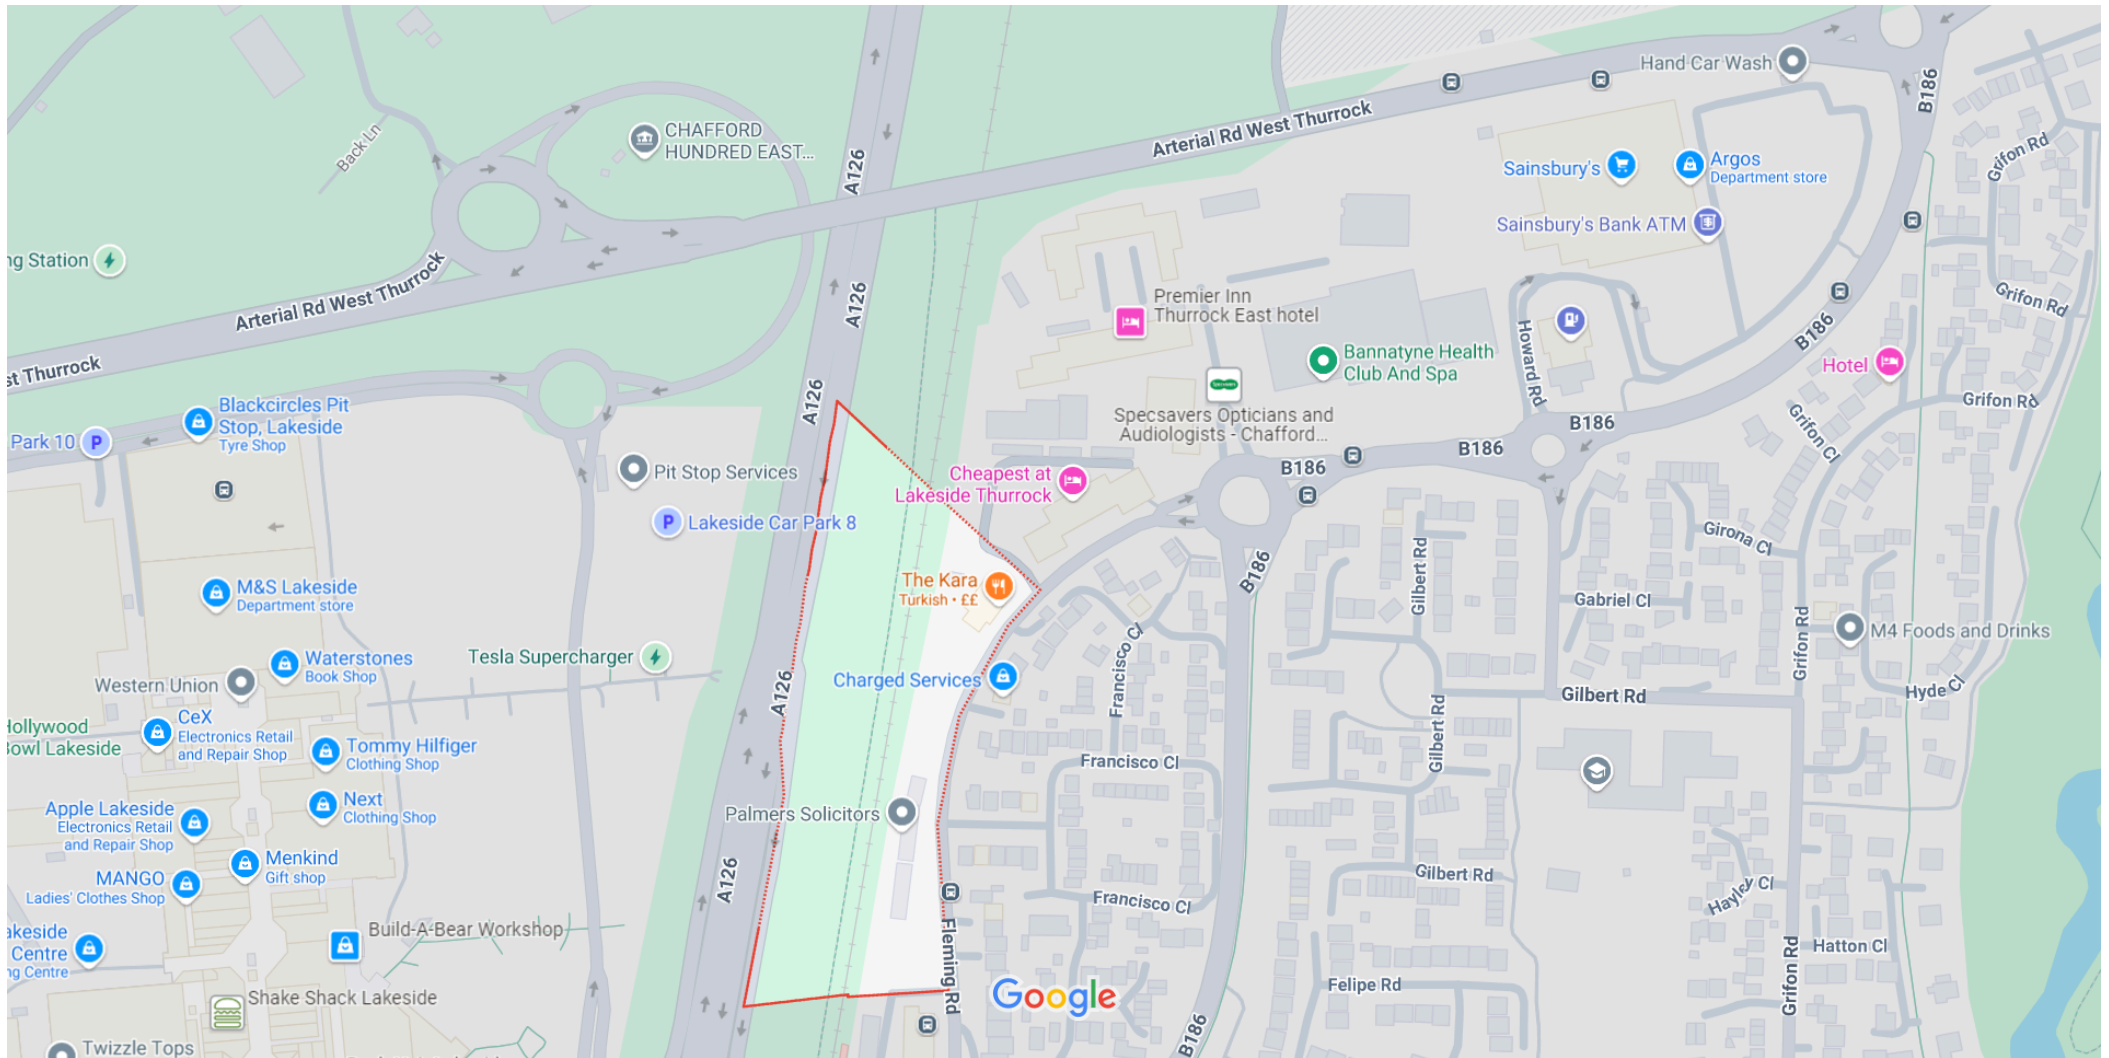 Hand Car Wash
B186
CHAFFORD
HUNDRED EAST...
Back Ln
A126
Arterial Rd West Thurrock
Grifon Rd
Sainsbury's
Argos
Department store
Sainsbury's Bank ATM
ng Station
Arterial Rd West Thurrock
A126
Premier Inn
Thurrock East hotel
Grifon Rd
B186
Howard Rd
Bannatyne Health
Club And Spa
Hotel
st Thurrock
Blackcircles Pit
Stop, Lakeside
Tyre Shop
A126
Specsavers
Specsavers Opticians and
Audiologists - Chafford...
Grifon Rd
Grifon Cl
B186
B186
B186
Park 10
P
Pit Stop Services
Cheapest at
Lakeside Thurrock
P
Lakeside Car Park 8
Girona Cl
Gilbert Rd
B186
The Kara
Turkish • ££
M&S Lakeside
Department store
Gabriel Cl
Grifon Rd
M4 Foods and Drinks
Waterstones
Book Shop
Tesla Supercharger
Francisco Cl
Western Union
Charged Services
A126
Hyde Cl
Gilbert Rd
CeX
Electronics Retail
and Repair Shop
Hollywood
Bowl Lakeside
Gilbert Rd
Tommy Hilfiger
Clothing Shop
Francisco Cl
Next
Clothing Shop
Apple Lakeside
Electronics Retail
and Repair Shop
Palmers Solicitors
Menkind
Gift shop
A126
MANGO
Ladies' Clothes Shop
Gilbert Rd
Hayley Cl
Francisco Cl
Build-A-Bear Workshop
akeside
Centre
ng Centre
Fleming Rd
Hatton Cl
Grifon Rd
Felipe Rd
Google
Shake Shack Lakeside
B186
Twizzle Tops